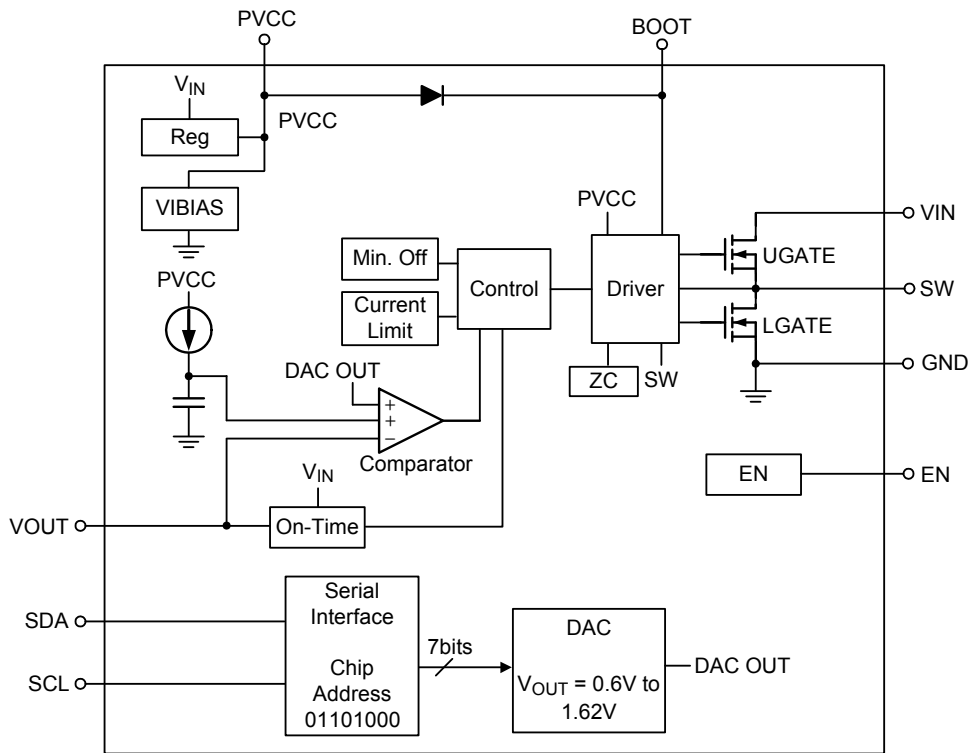 PVCC
BOOT
VIN
PVCC
Reg
VIBIAS
PVCC
PVCC
VIN
UGATE
Min. Off
Control
Driver
SW
Current
Limit
LGATE
DAC OUT
ZC
SW
GND
+
+
−
Comparator
VIN
EN
EN
VOUT
On-Time
Serial
Interface
SDA
DAC
7bits
DAC OUT
Chip
Address
01101000
SCL
VOUT = 0.6V to
1.62V